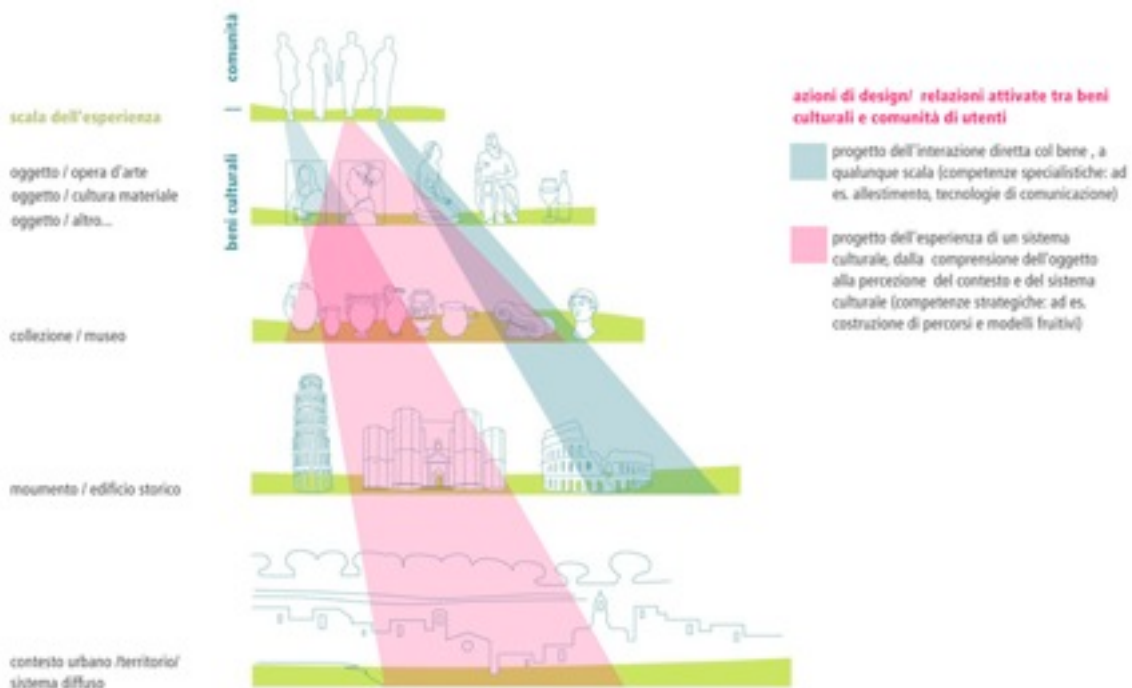 comunità
beni culturali
scala dell'esperienza
oggetto / opera d'arte
oggetto / cultura materiale
oggetto / altro...
collezione / museo
moumento / edificio storico
contesto urbano /territorio/
sistema diffuso
azioni di design/ relazioni attivate tra beni
culturali e comunità di utenti
progetto dell'interazione diretta col bene , a
qualunque scala (competenze specialistiche: ad
es. allestimento, tecnologie di comunicazione)
progetto dell'esperienza di un sistema
culturale, dalla comprensione dell'oggetto
alla percezione del contesto e del sistema
culturale (competenze strategiche: ad es.
costruzione di percorsi e modelli fruitivi)